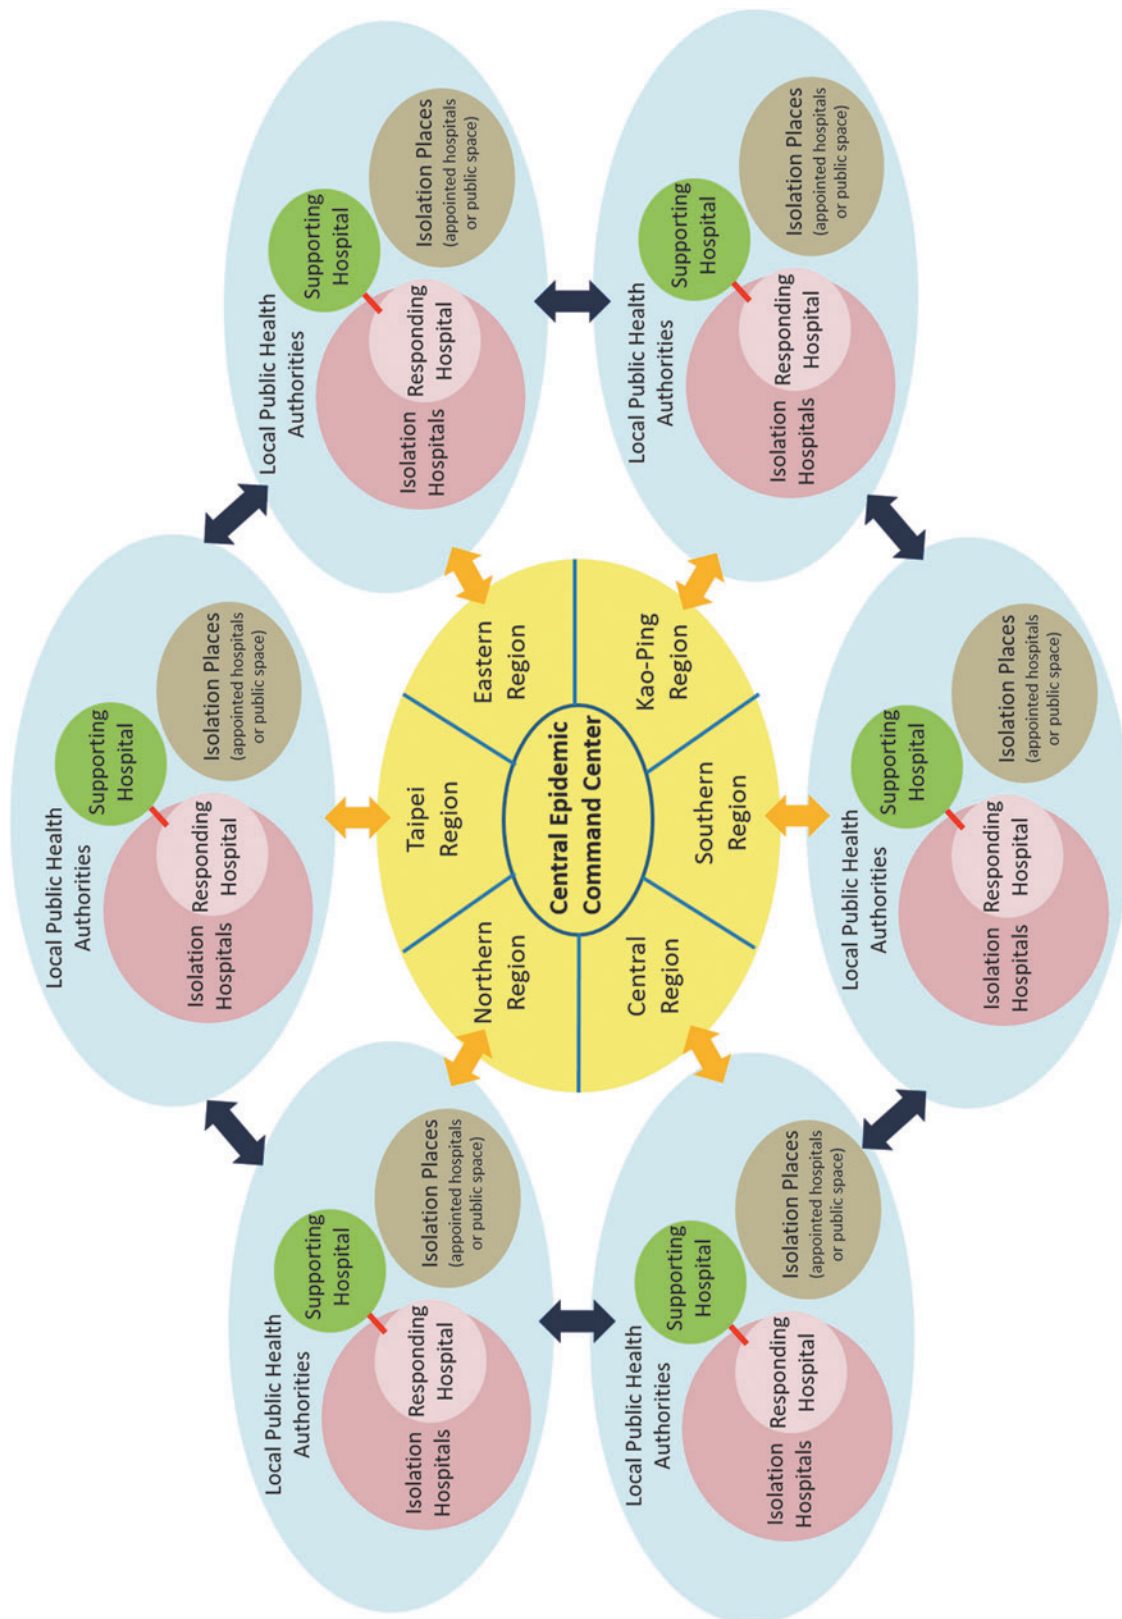 Local Public Health
Authorities
Supporting
Hospital
Isolation
Hospitals
Responding
Hospital
Isolation Places
(appointed hospitals
or public space)
Local Public Health
Authorities
Supporting
Hospital
Isolation
Hospitals
Responding
Hospital
Isolation Places
(appointed hospitals
or public space)
Local Public Health
Authorities
Supporting
Hospital
Isolation
Hospitals
Responding
Hospital
Isolation Places
(appointed hospitals
or public space)
Northern
Region
Taipei
Region
Eastern
Region
Central Epidemic
Command Center
Central
Region
Southern
Region
Kao-Ping
Region
Local Public Health
Authorities
Supporting
Hospital
Isolation
Hospitals
Responding
Hospital
Isolation Places
(appointed hospitals
or public space)
Local Public Health
Authorities
Supporting
Hospital
Isolation
Hospitals
Responding
Hospital
Isolation Places
(appointed hospitals
or public space)
Local Public Health
Authorities
Supporting
Hospital
Isolation
Hospitals
Responding
Hospital
Isolation Places
(appointed hospitals
or public space)